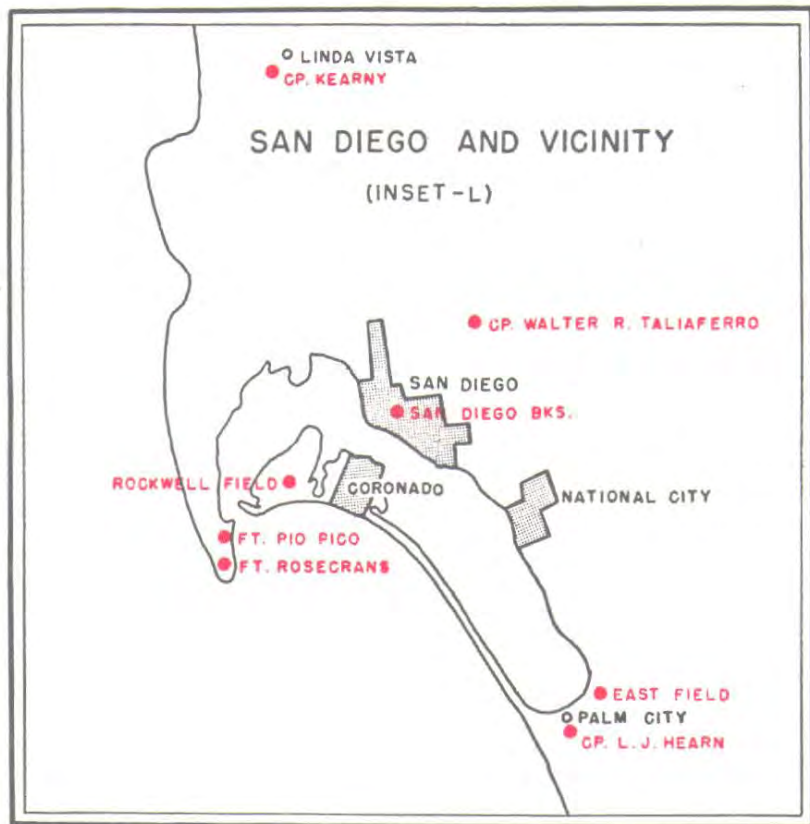 LINDA VISTA
CP. KEARNY
SAN DIEGO AND VICINITY
(INSET-L)
CP. WALTER R. TALIAFERRO
SAN DIEGO
SAN DIEGO BKS.
ROCKWELL FIELD
CORONADO
NATIONAL CITY
FT. PIO PICO
FT. ROSECRANS
EAST FIELD
PALM CITY
CP. L. J. HEARN